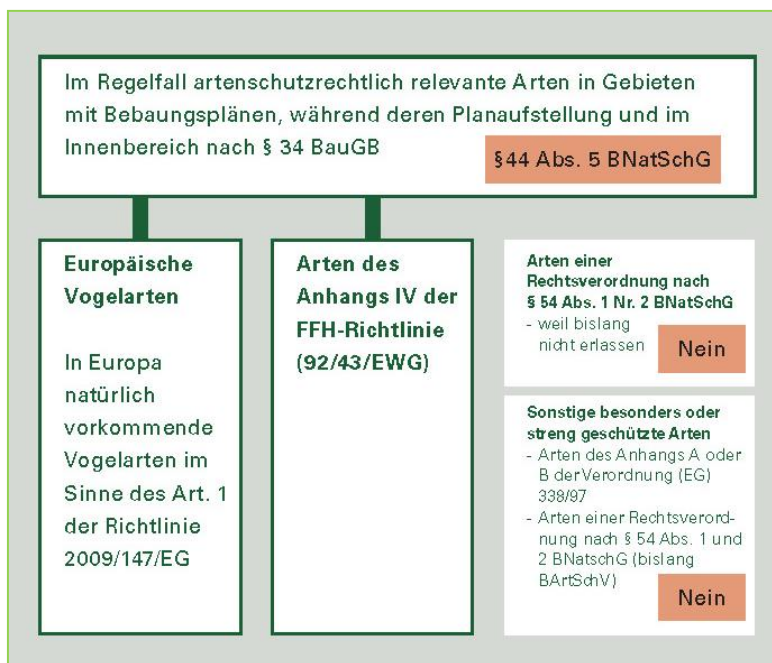 Im Regelfall artenschutzrechtlich relevante Arten in Gebieten
mit Bebaungsplänen, während deren Planaufstellung und im
Innenbereich nach § 34 BauGB
§44 Abs. 5 BNatSchG
Europäische
Vogelarten
In Europa
natürlich
vorkommende
Vogelarten im
Sinne des Art. 1
der Richtlinie
2009/147/EG
Arten des
Anhangs IV der
FFH-Richtlinie
(92/43/EWG)
Arten einer
Rechtsverordnung nach
§ 54 Abs. 1 Nr. 2 BNatSchG
- weil bislang
nicht erlassen
Nein
Sonstige besonders oder
streng geschützte Arten
- Arten des Anhangs A oder
B der Verordnung (EG)
338/97
- Arten einer Rechtsverord-
nung nach § 54 Abs. 1 und
2 BNatschG (bislang
BArtSchV)
Nein